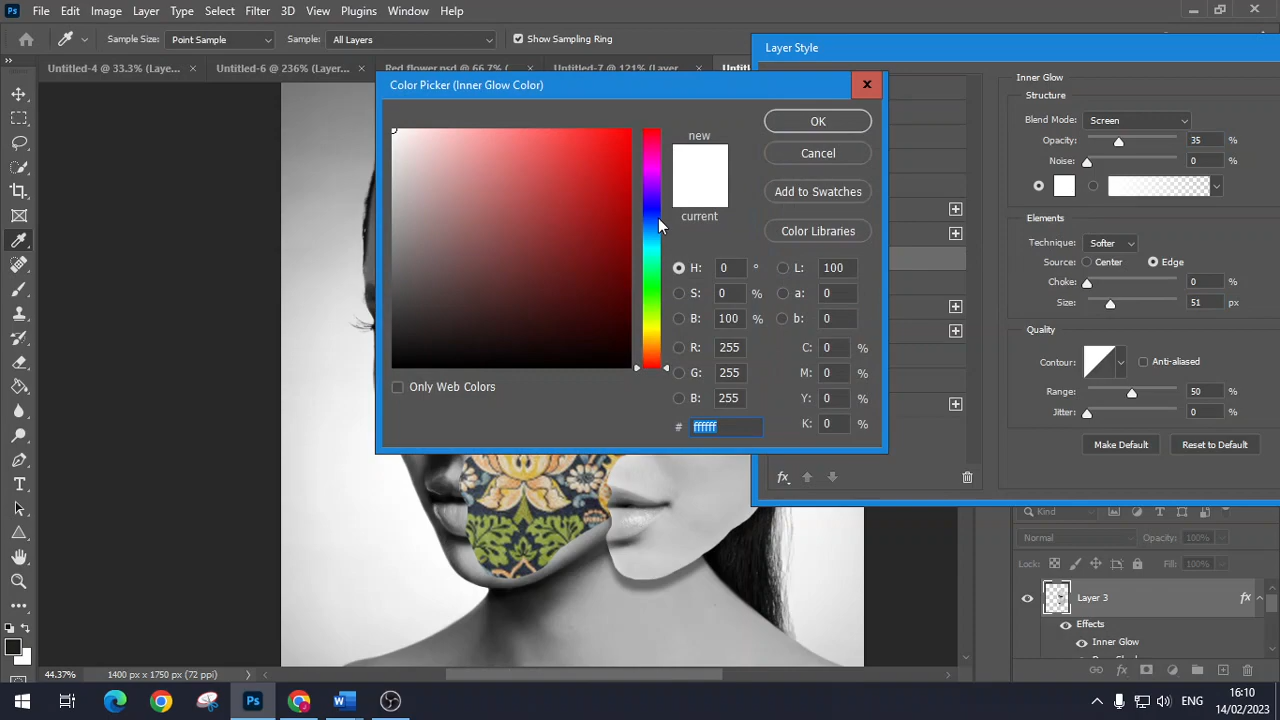 Ps File Edit Image Layer Type Select Filter 3D View Plugins Window Help
Sample Size: Point Sample Sample: All Layers Show Sampling Ring
Untitled-4 @ 33.3% (Laye... × Untitled-6 @ 236% (Layer... × Red flower.psd @ 66.7% ( × Untitled-7 @ 121% (Layer... × Untit
Layer Style
Color Picker (Inner Glow Color)
new
current
OK
Cancel
Add to Swatches
Color Libraries
H: 0 ° L: 100
S: 0 % a: 0
B: 100 % b: 0
R: 255 C: 0 %
G: 255 M: 0 %
B: 255 Y: 0 %
# ffffff K: 0 %
Only Web Colors
Inner Glow
Structure
Blend Mode: Screen
Opacity: 35 %
Noise: 0 %
Elements
Technique: Softer
Source: Center Edge
Choke: 0 %
Size: 51 px
Quality
Contour: Anti-aliased
Range: 50 %
Jitter: 0 %
Make Default Reset to Default
fx
Kind
Normal Opacity: 100%
Lock: Fill: 100%
Layer 3 fx
Effects
Inner Glow
44.37% 1400 px x 1750 px (72 ppi)
fx
Ps W ENG
16:10
14/02/2023